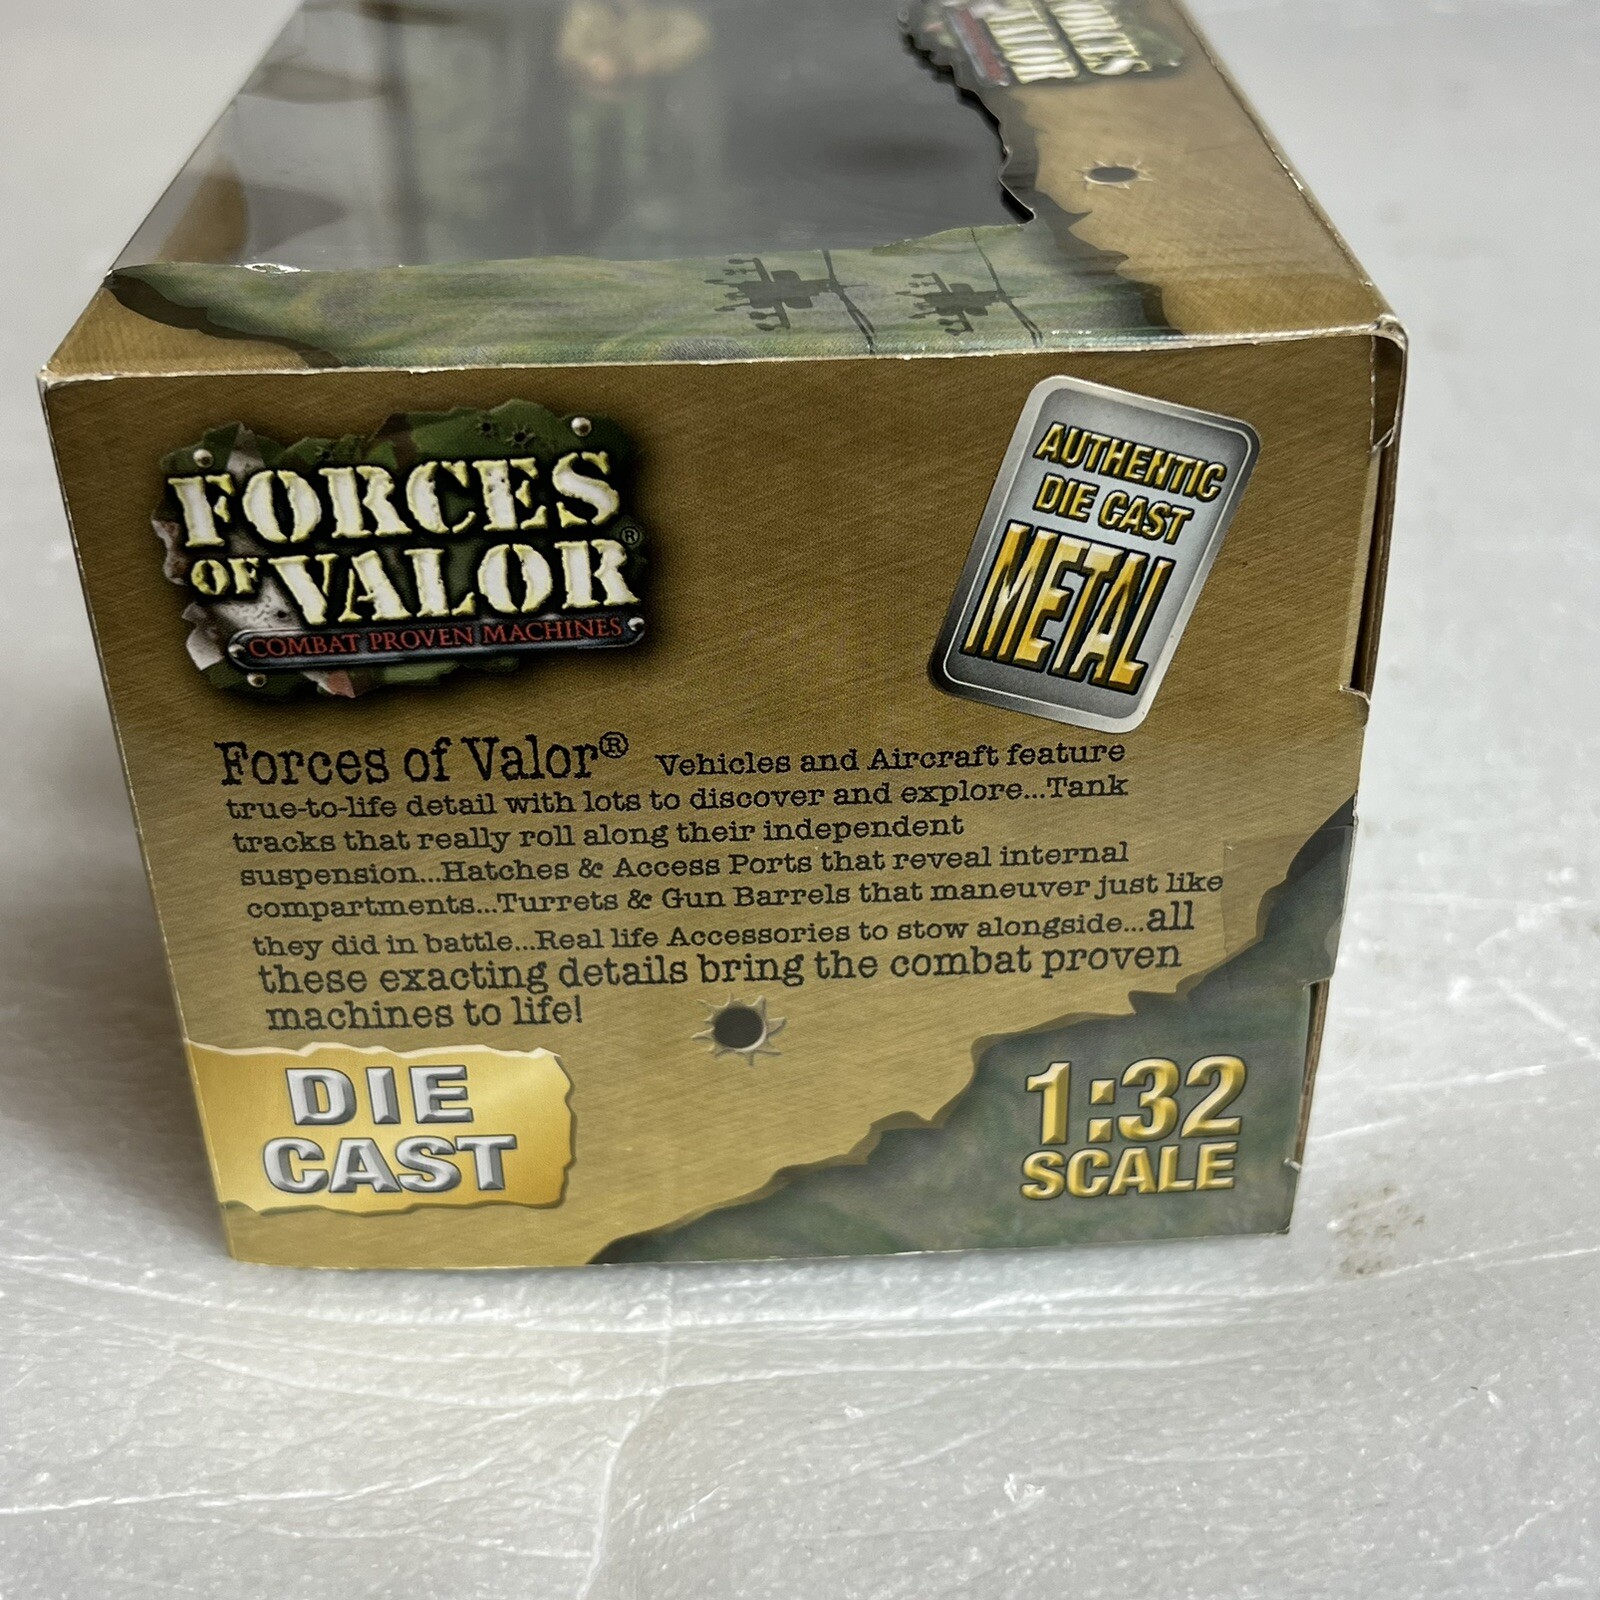 FORCES
VALOR
FORCES
OF VALOR®
COMBAT PROVEN MACHINES
AUTHENTIC
DIE CAST
METAL
Forces of Valor® Vehicles and Aircraft feature
true-to-life detail with lots to discover and explore...Tank
tracks that really roll along their independent
suspension...Hatches & Access Ports that reveal internal
compartments...Turrets & Gun Barrels that maneuver just like
they did in battle...Real life Accessories to stow alongside...all
these exacting details bring the combat proven
machines to life!
DIE
CAST
1:32
SCALE